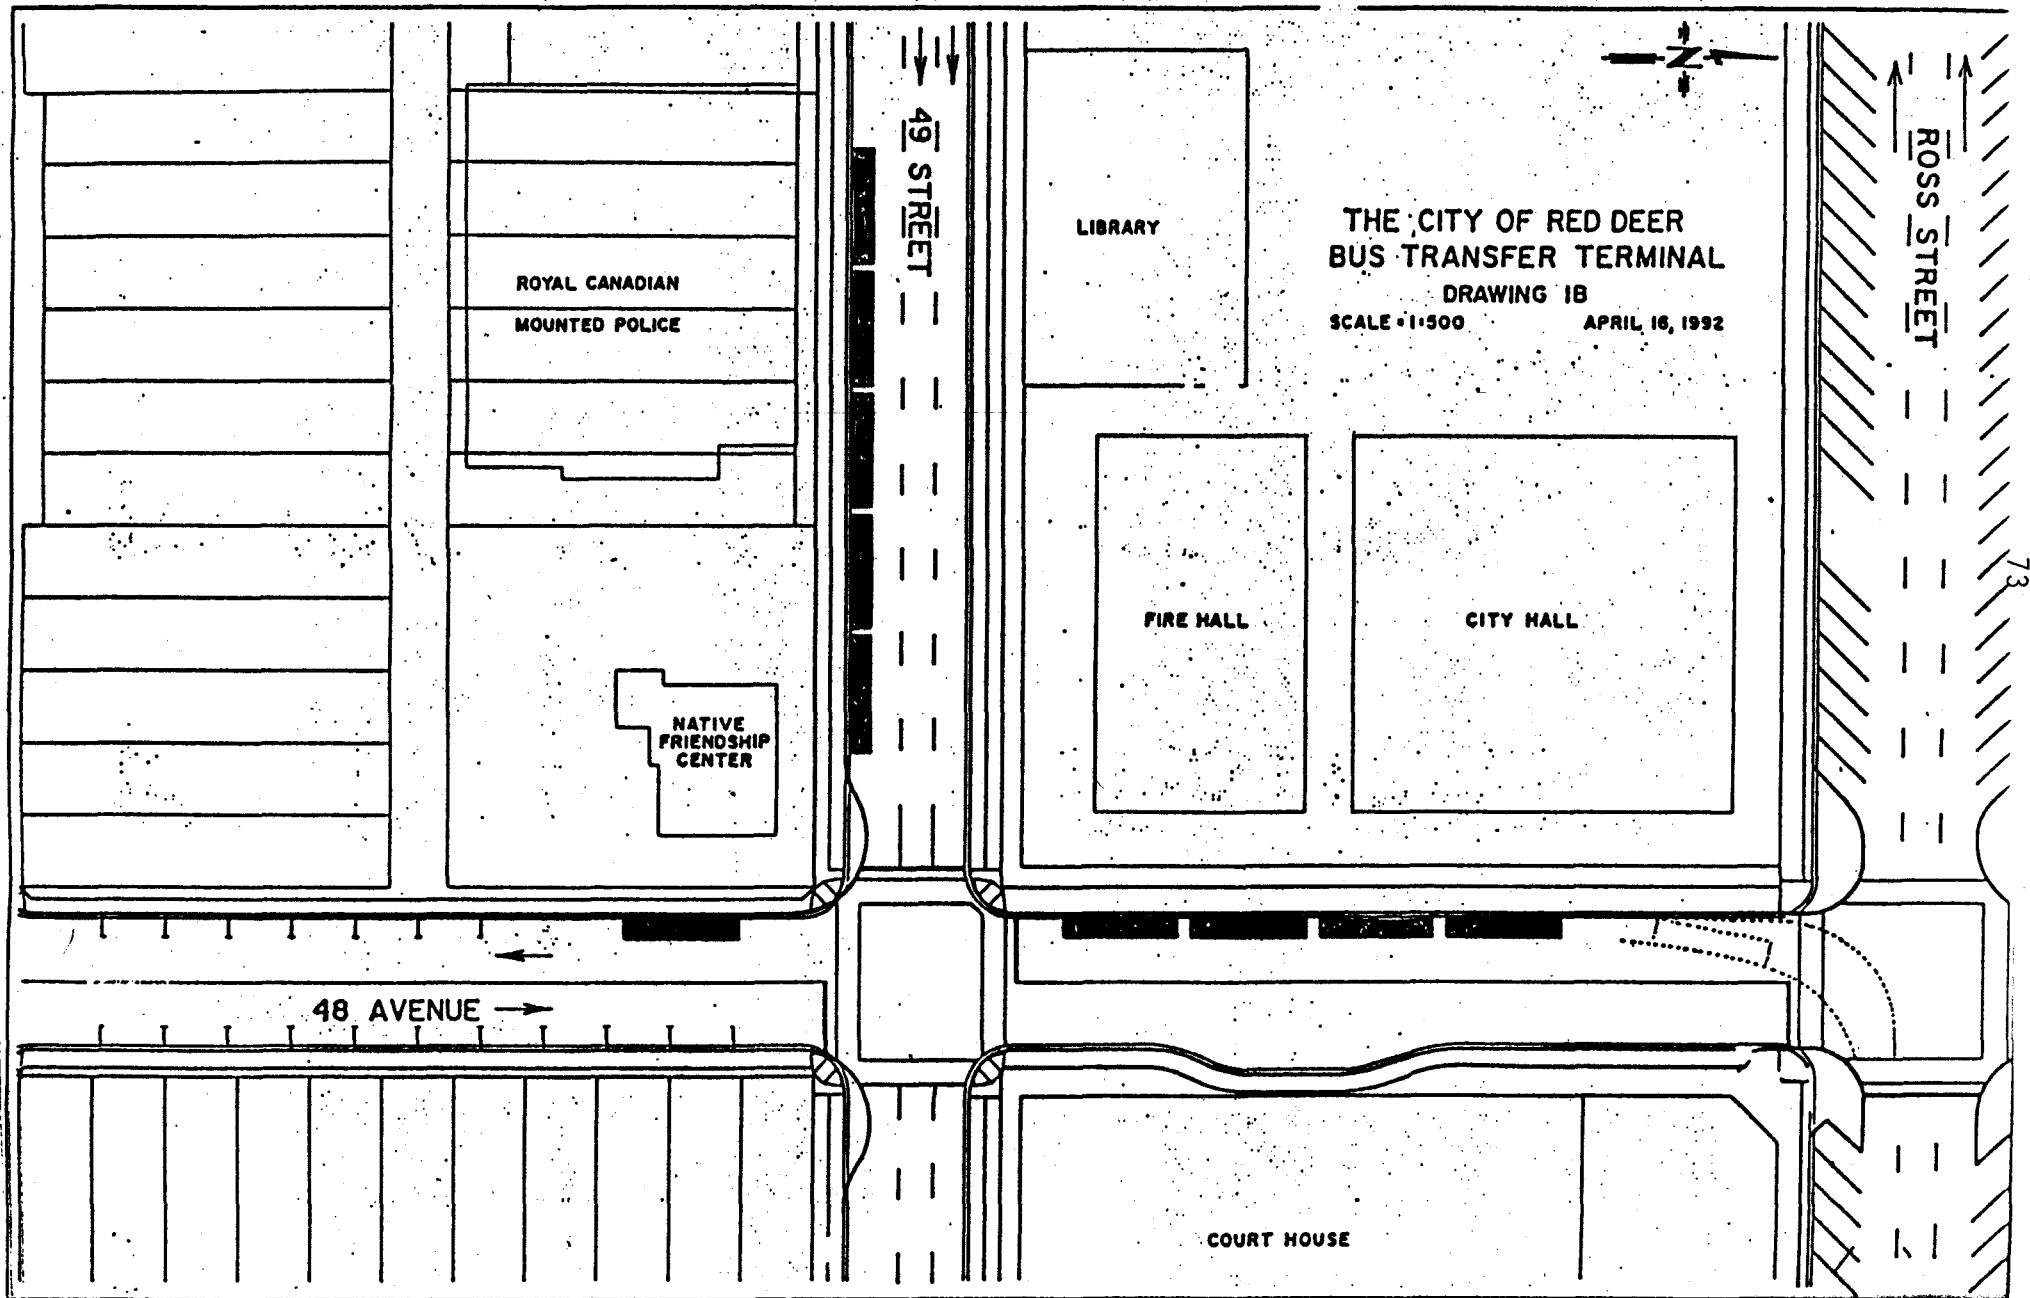 N
49 STREET
ROSS STREET
LIBRARY
THE CITY OF RED DEER
BUS TRANSFER TERMINAL
DRAWING 1B
SCALE = 1:500 APRIL 16, 1992
ROYAL CANADIAN
MOUNTED POLICE
73
FIRE HALL
CITY HALL
NATIVE
FRIENDSHIP
CENTER
48 AVENUE
COURT HOUSE